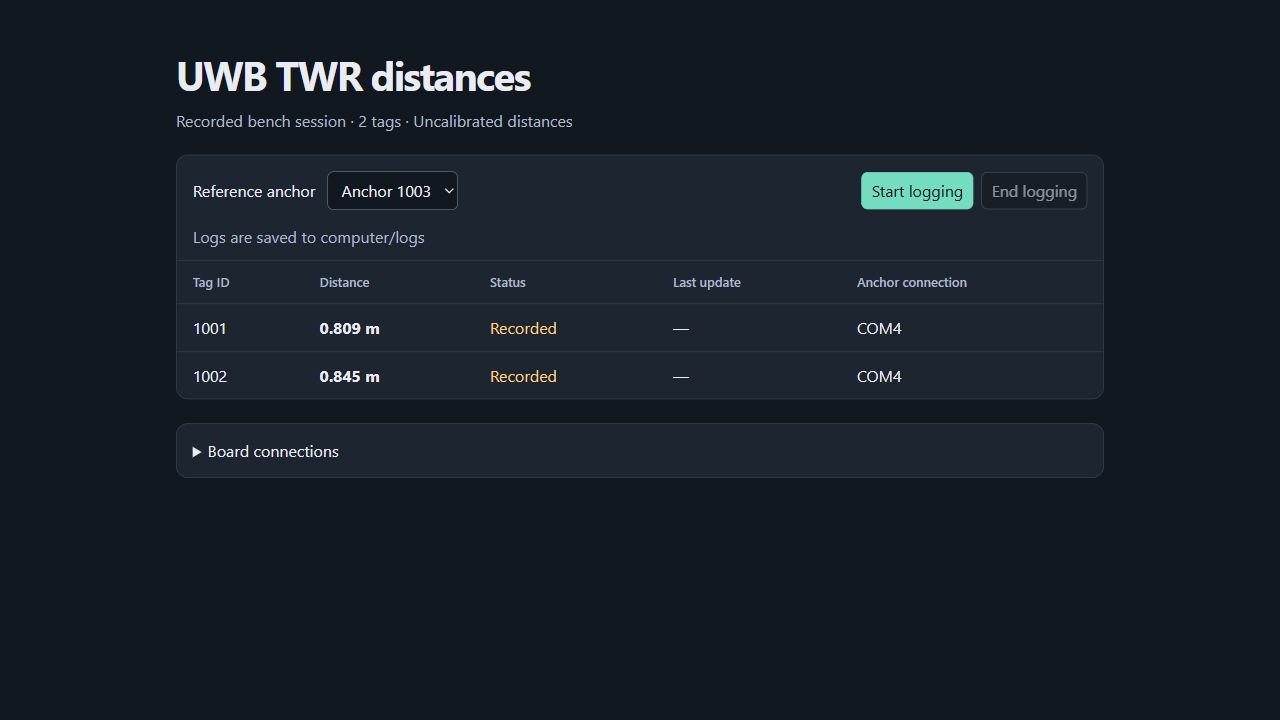 UWB TWR distances
Recorded bench session · 2 tags · Uncalibrated distances
Reference anchor Anchor 1003 Start logging End logging
Logs are saved to computer/logs
Tag ID Distance Status Last update Anchor connection
1001 0.809 m Recorded — COM4
1002 0.845 m Recorded — COM4
Board connections